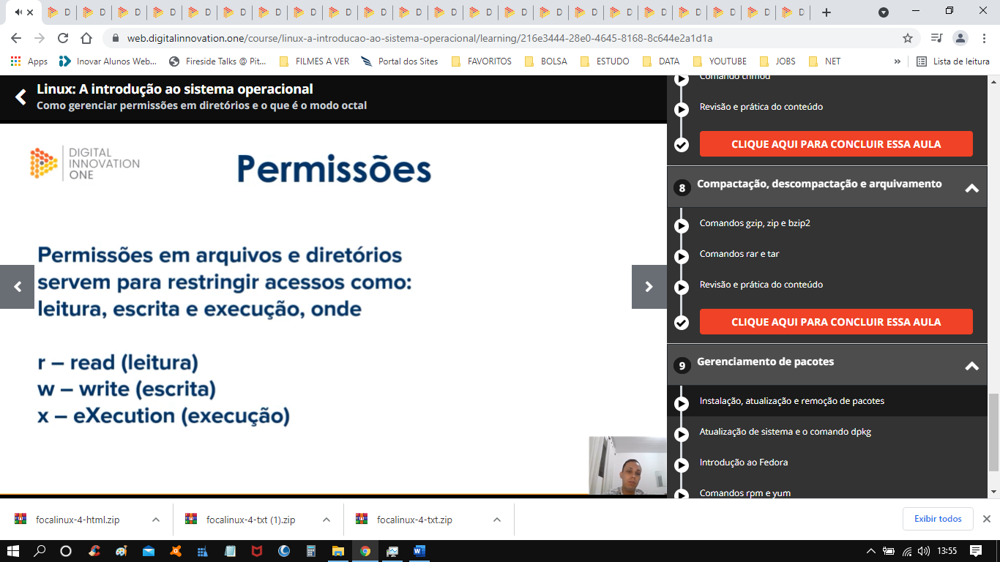 D D D D D D D D D D D D D D D D D D D D D D
web.digitalinnovation.one/course/linux-a-introducao-ao-sistema-operacional/learning/216e3444-28e0-4645-8168-8c644e2a1d1a
Apps Inovar Alunos Web... Fireside Talks @ Pit... FILMES A VER Portal dos Sites FAVORITOS BOLSA ESTUDO DATA YOUTUBE JOBS NET » Lista de leitura
Linux: A introdução ao sistema operacional
Como gerenciar permissões em diretórios e o que é o modo octal
DIGITAL
INNOVATION
ONE
Permissões
Permissões em arquivos e diretórios
servem para restringir acessos como:
leitura, escrita e execução, onde
r – read (leitura)
w – write (escrita)
x – eXecution (execução)
Comando chmod
Revisão e prática do conteúdo
CLIQUE AQUI PARA CONCLUIR ESSA AULA
8 Compactação, descompactação e arquivamento
Comandos gzip, zip e bzip2
Comandos rar e tar
Revisão e prática do conteúdo
CLIQUE AQUI PARA CONCLUIR ESSA AULA
9 Gerenciamento de pacotes
Instalação, atualização e remoção de pacotes
Atualização de sistema e o comando dpkg
Introdução ao Fedora
Comandos rpm e yum
focalinux-4-html.zip focalinux-4-txt (1).zip focalinux-4-txt.zip Exibir todos
13:55